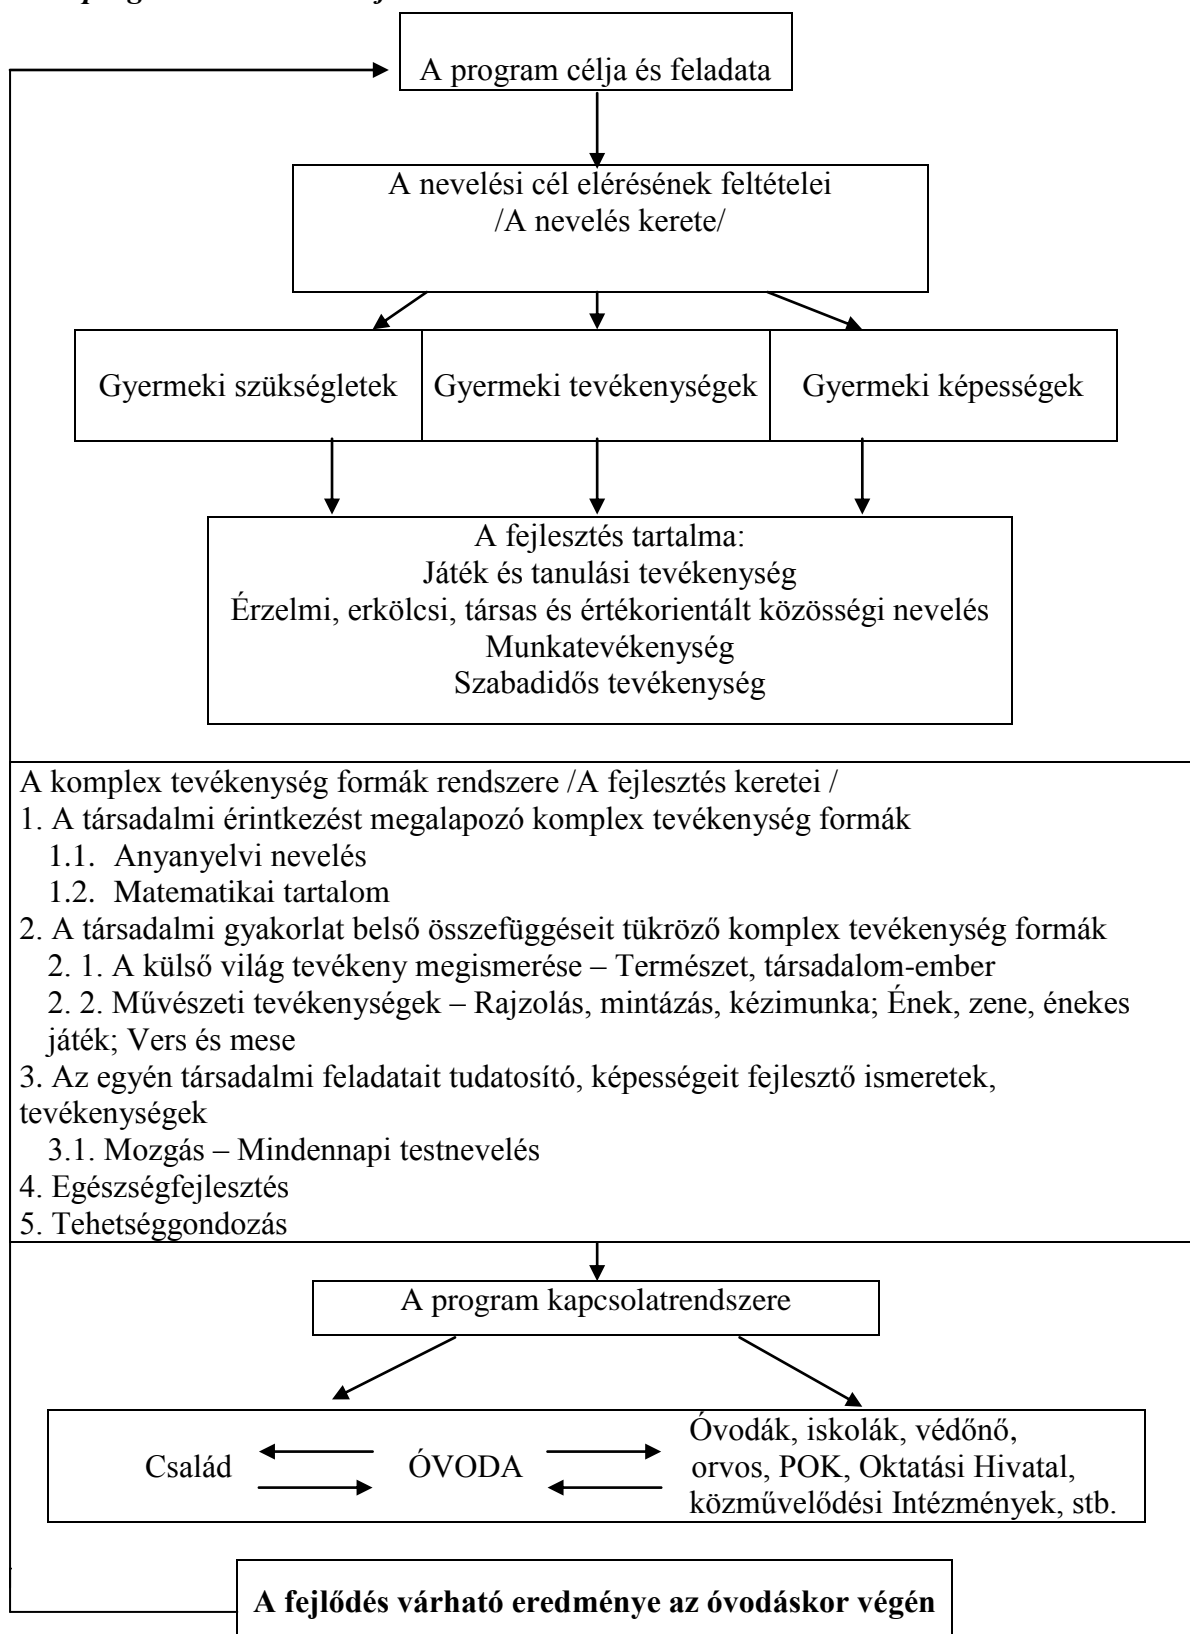 A program célja és feladata
A nevelési cél elérésének feltételei
/A nevelés kerete/
Gyermeki szükségletek
Gyermeki tevékenységek
Gyermeki képességek
A fejlesztés tartalma:
Játék és tanulási tevékenység
Érzelmi, erkölcsi, társas és értékorientált közösségi nevelés
Munkatevékenység
Szabadidős tevékenység
A komplex tevékenység formák rendszere /A fejlesztés keretei /
1. A társadalmi érintkezést megalapozó komplex tevékenység formák
1.1. Anyanyelvi nevelés
1.2. Matematikai tartalom
2. A társadalmi gyakorlat belső összefüggéseit tükröző komplex tevékenység formák
2. 1. A külső világ tevékeny megismerése – Természet, társadalom-ember
2. 2. Művészeti tevékenységek – Rajzolás, mintázás, kézimunka; Ének, zene, énekes
játék; Vers és mese
3. Az egyén társadalmi feladatait tudatosító, képességeit fejlesztő ismeretek,
tevékenységek
3.1. Mozgás – Mindennapi testnevelés
4. Egészségfejlesztés
5. Tehetséggondozás
A program kapcsolatrendszere
Család
ÓVODA
Óvodák, iskolák, védőnő,
orvos, POK, Oktatási Hivatal,
közművelődési Intézmények, stb.
A fejlődés várható eredménye az óvodáskor végén